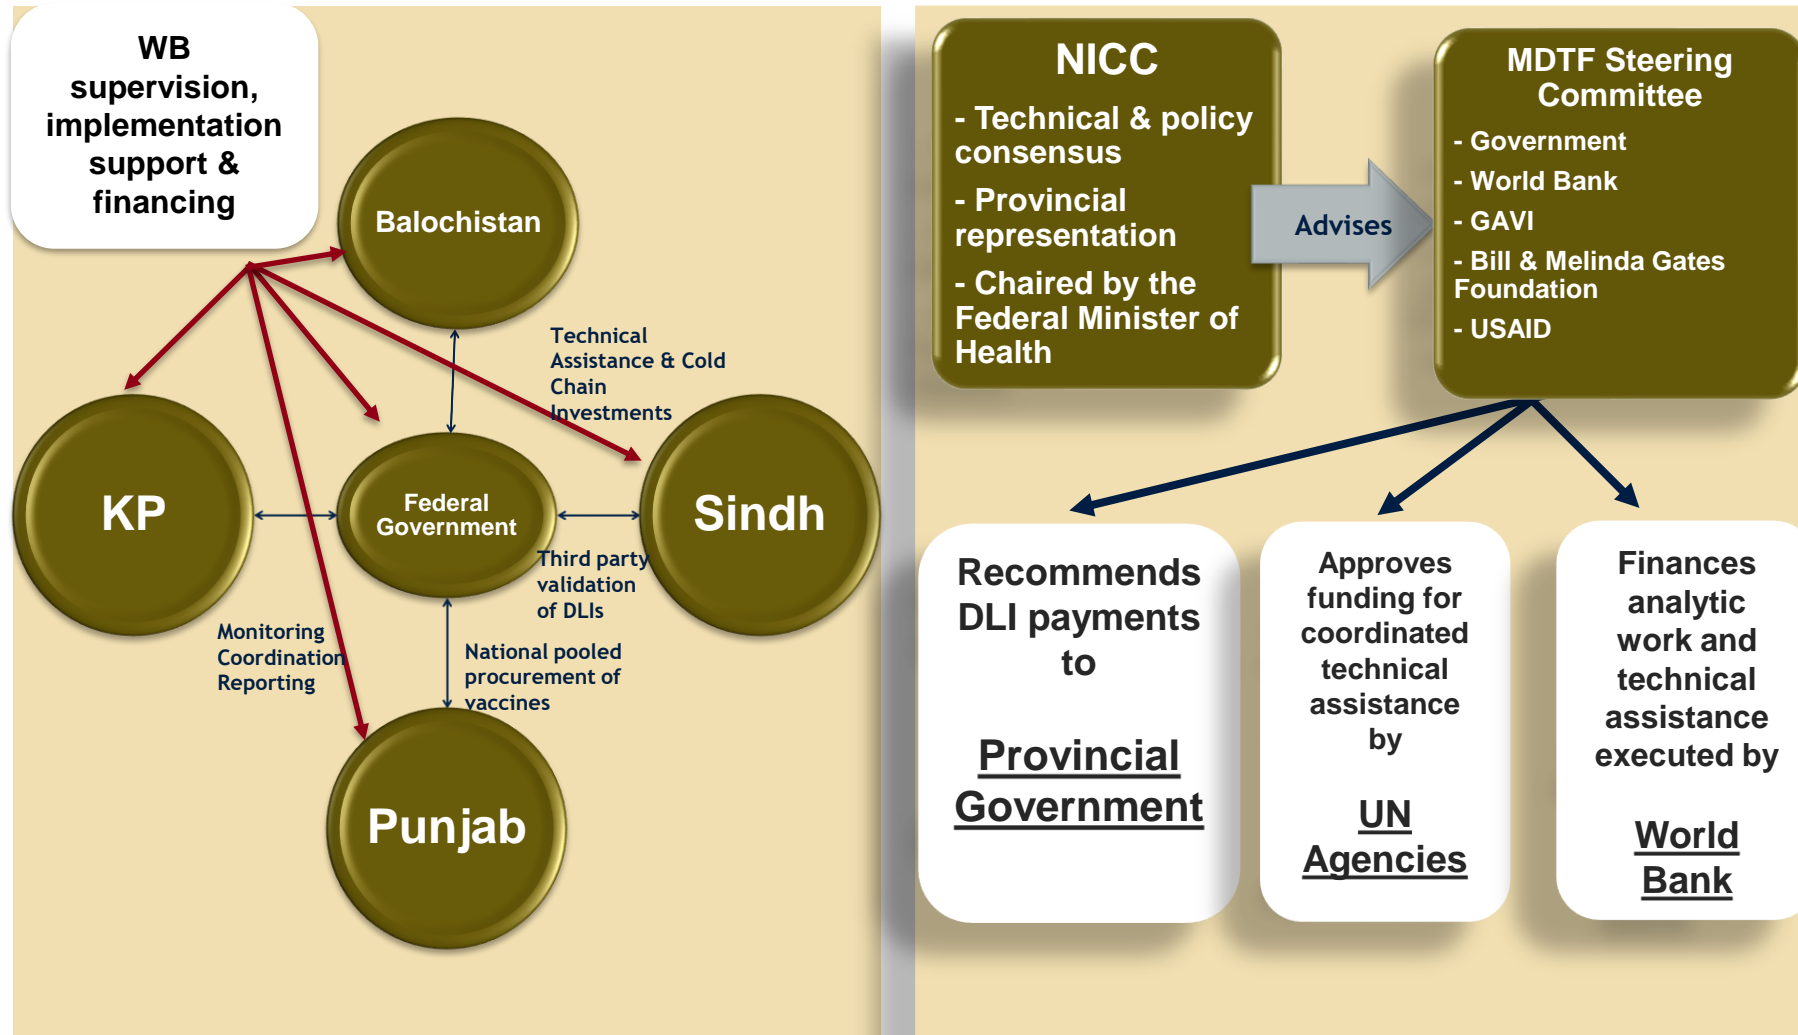 WB
supervision,
implementation
support &
financing
Balochistan
Technical
Assistance & Cold
Chain
Investments
KP
Federal
Government
Sindh
Third party
validation
of DLIs
Monitoring
Coordination
Reporting
National pooled
procurement of
vaccines
Punjab
NICC
- Technical & policy
consensus
- Provincial
representation
- Chaired by the
Federal Minister of
Health
Advises
MDTF Steering
Committee
- Government
- World Bank
- GAVI
- Bill & Melinda Gates
Foundation
- USAID
Recommends
DLI payments
to
Provincial
Government
Approves
funding for
coordinated
technical
assistance
by
UN
Agencies
Finances
analytic
work and
technical
assistance
executed by
World
Bank